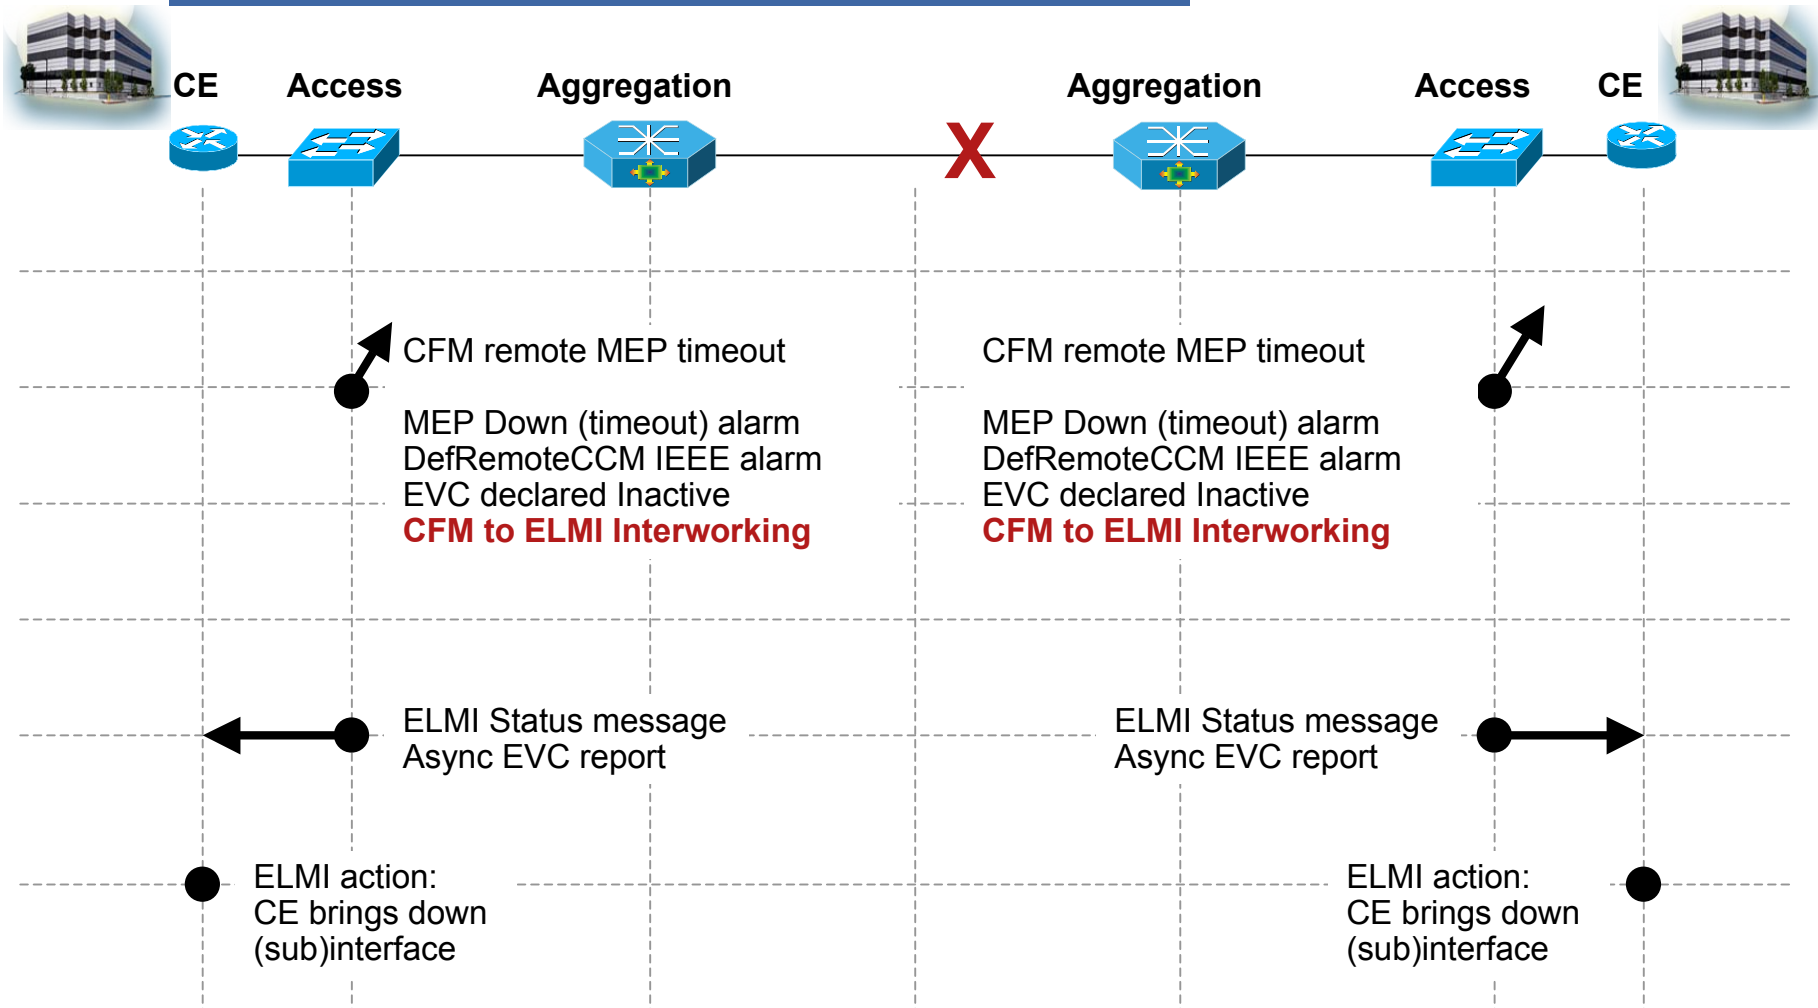 CE Access Aggregation Aggregation Access CE
X
CFM remote MEP timeout
MEP Down (timeout) alarm
DefRemoteCCM IEEE alarm
EVC declared Inactive
CFM to ELMI Interworking
CFM remote MEP timeout
MEP Down (timeout) alarm
DefRemoteCCM IEEE alarm
EVC declared Inactive
CFM to ELMI Interworking
ELMI Status message
Async EVC report
ELMI Status message
Async EVC report
ELMI action:
CE brings down
(sub)interface
ELMI action:
CE brings down
(sub)interface